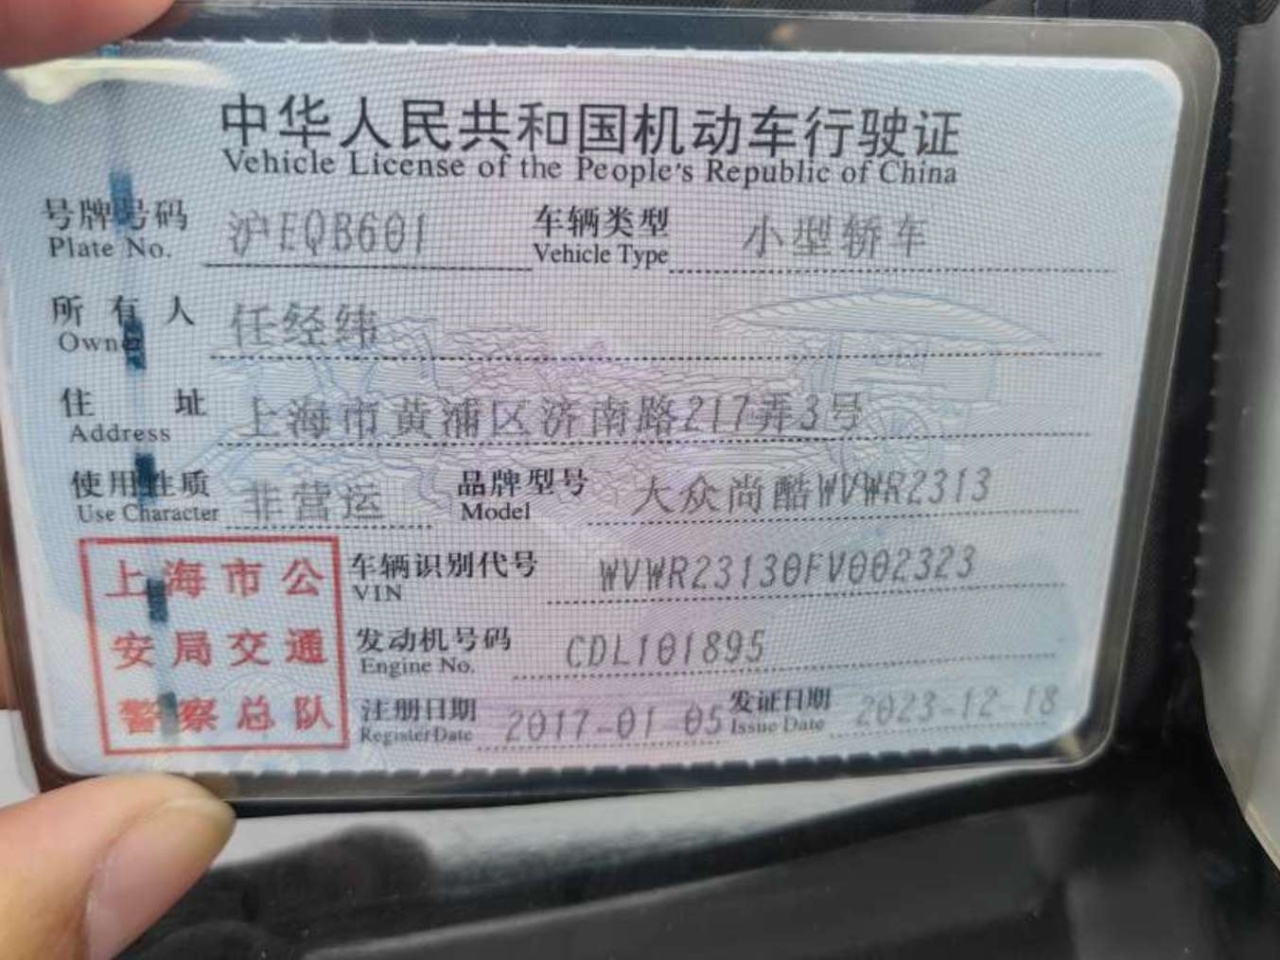 中华人民共和国机动车行驶证
Vehicle License of the People's Republic of China
号牌号码 沪EQB601 车辆类型 小型轿车
Plate No. Vehicle Type
所有人 任经纬
Owner
住址 上海市黄浦区济南路217弄3号
Address
使用性质 非营运 品牌型号 大众尚酷WVWR2313
Use Character Model
上海市公 车辆识别代号 WVWR23130FV002323
VIN
安局交通 发动机号码 CDL101895
Engine No.
警察总队 注册日期 2017-01-05 发证日期 2023-12-18
Register Date Issue Date